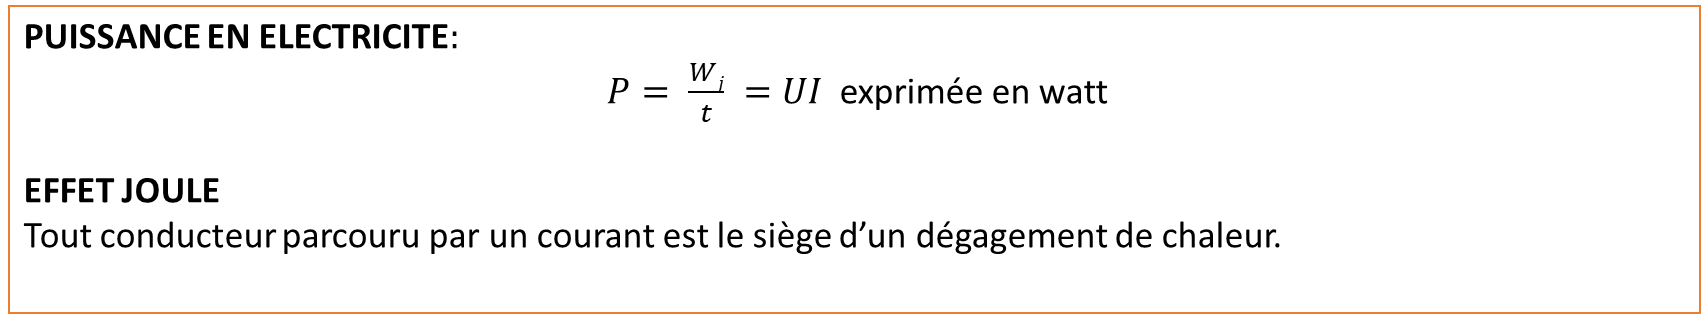 PUISSANCE EN ELECTRICITE:
P = W_i/t = UI exprimée en watt
EFFET JOULE
Tout conducteur parcouru par un courant est le siège d’un dégagement de chaleur.